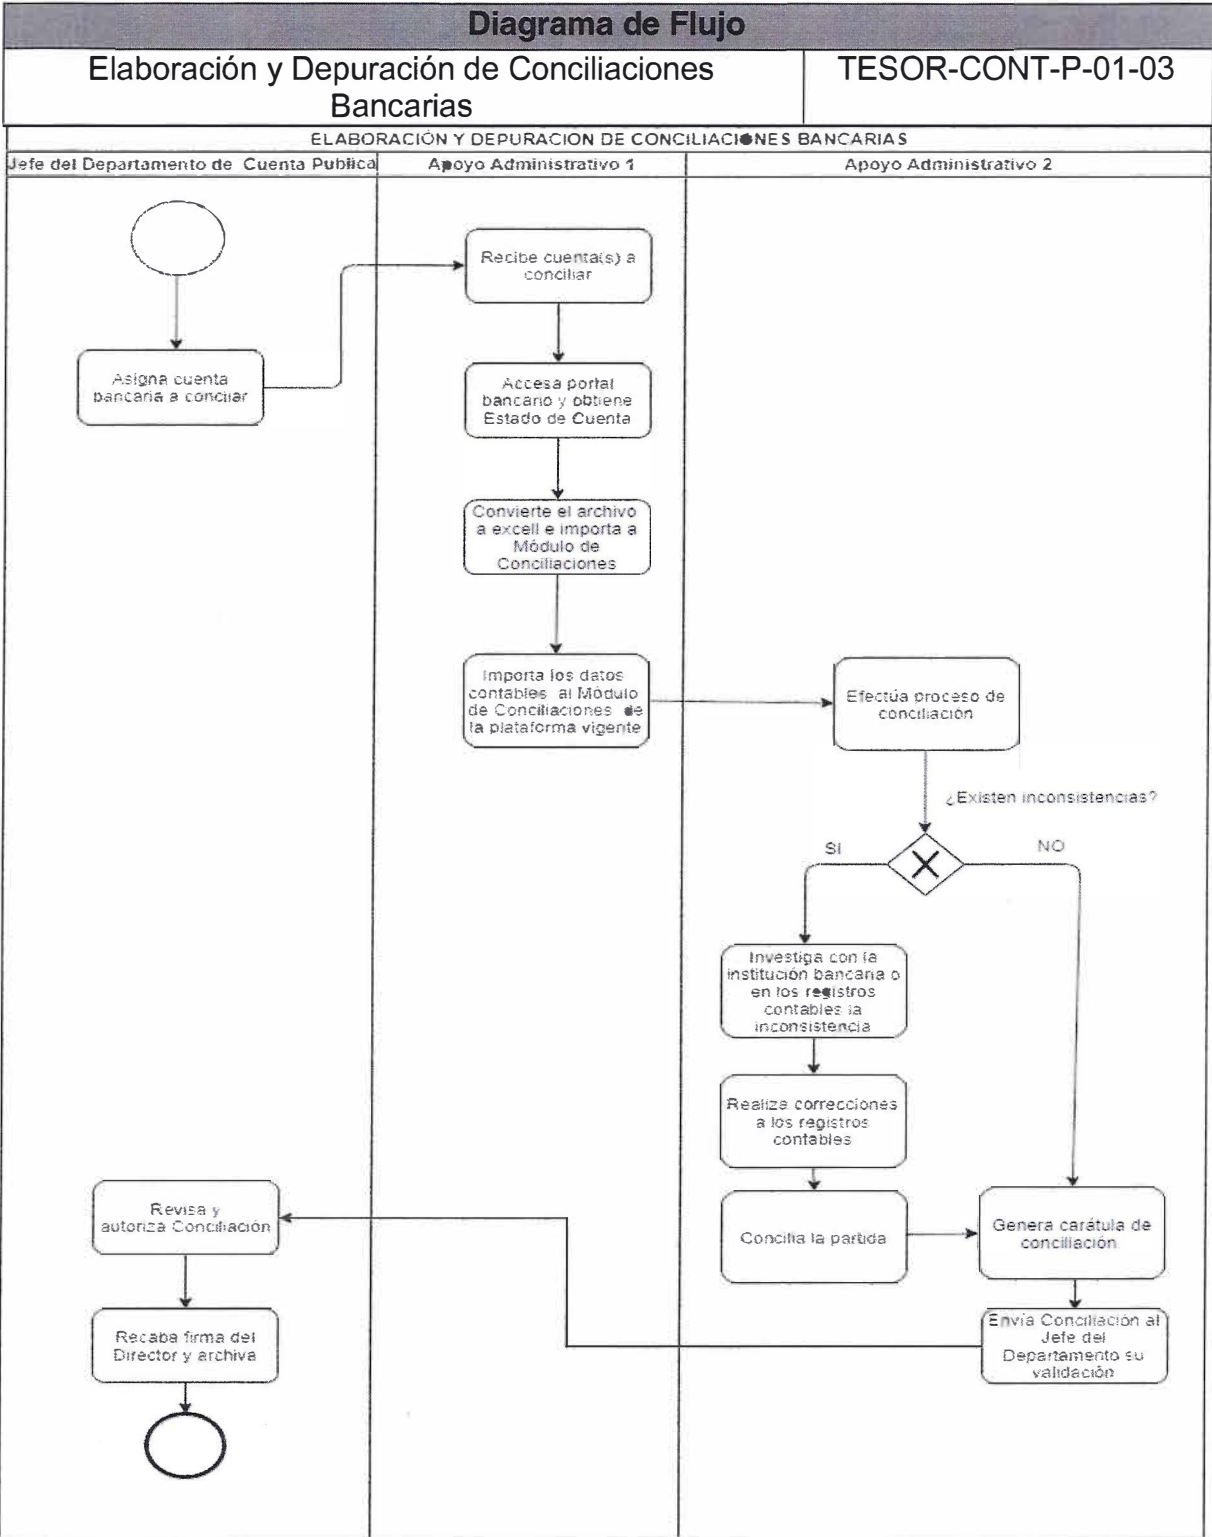 Diagrama de Flujo
Elaboración y Depuración de Conciliaciones
Bancarias
TESOR-CONT-P-01-03
ELABORACIÓN Y DEPURACION DE CONCILIACIONES BANCARIAS
Jefe del Departamento de Cuenta Publica
Apoyo Administrativo 1
Apoyo Administrativo 2
Recibe cuenta(s) a
conciliar
Asigna cuenta
bancaria a conciliar
Accesa portal
bancario y obtiene
Estado de Cuenta
Convierte el archivo
a excell e importa a
Módulo de
Conciliaciones
Importa los datos
contables al Módulo
de Conciliaciones de
la plataforma vigente
Efectúa proceso de
conciliación
¿Existen inconsistencias?
SI
NO
Investiga con la
institución bancaria o
en los registros
contables la
inconsistencia
Realiza correcciones
a los registros
contables
Concilia la partida
Genera carátula de
conciliación
Envía Conciliación al
Jefe del
Departamento su
validación
Revisa y
autoriza Conciliación
Recaba firma del
Director y archiva